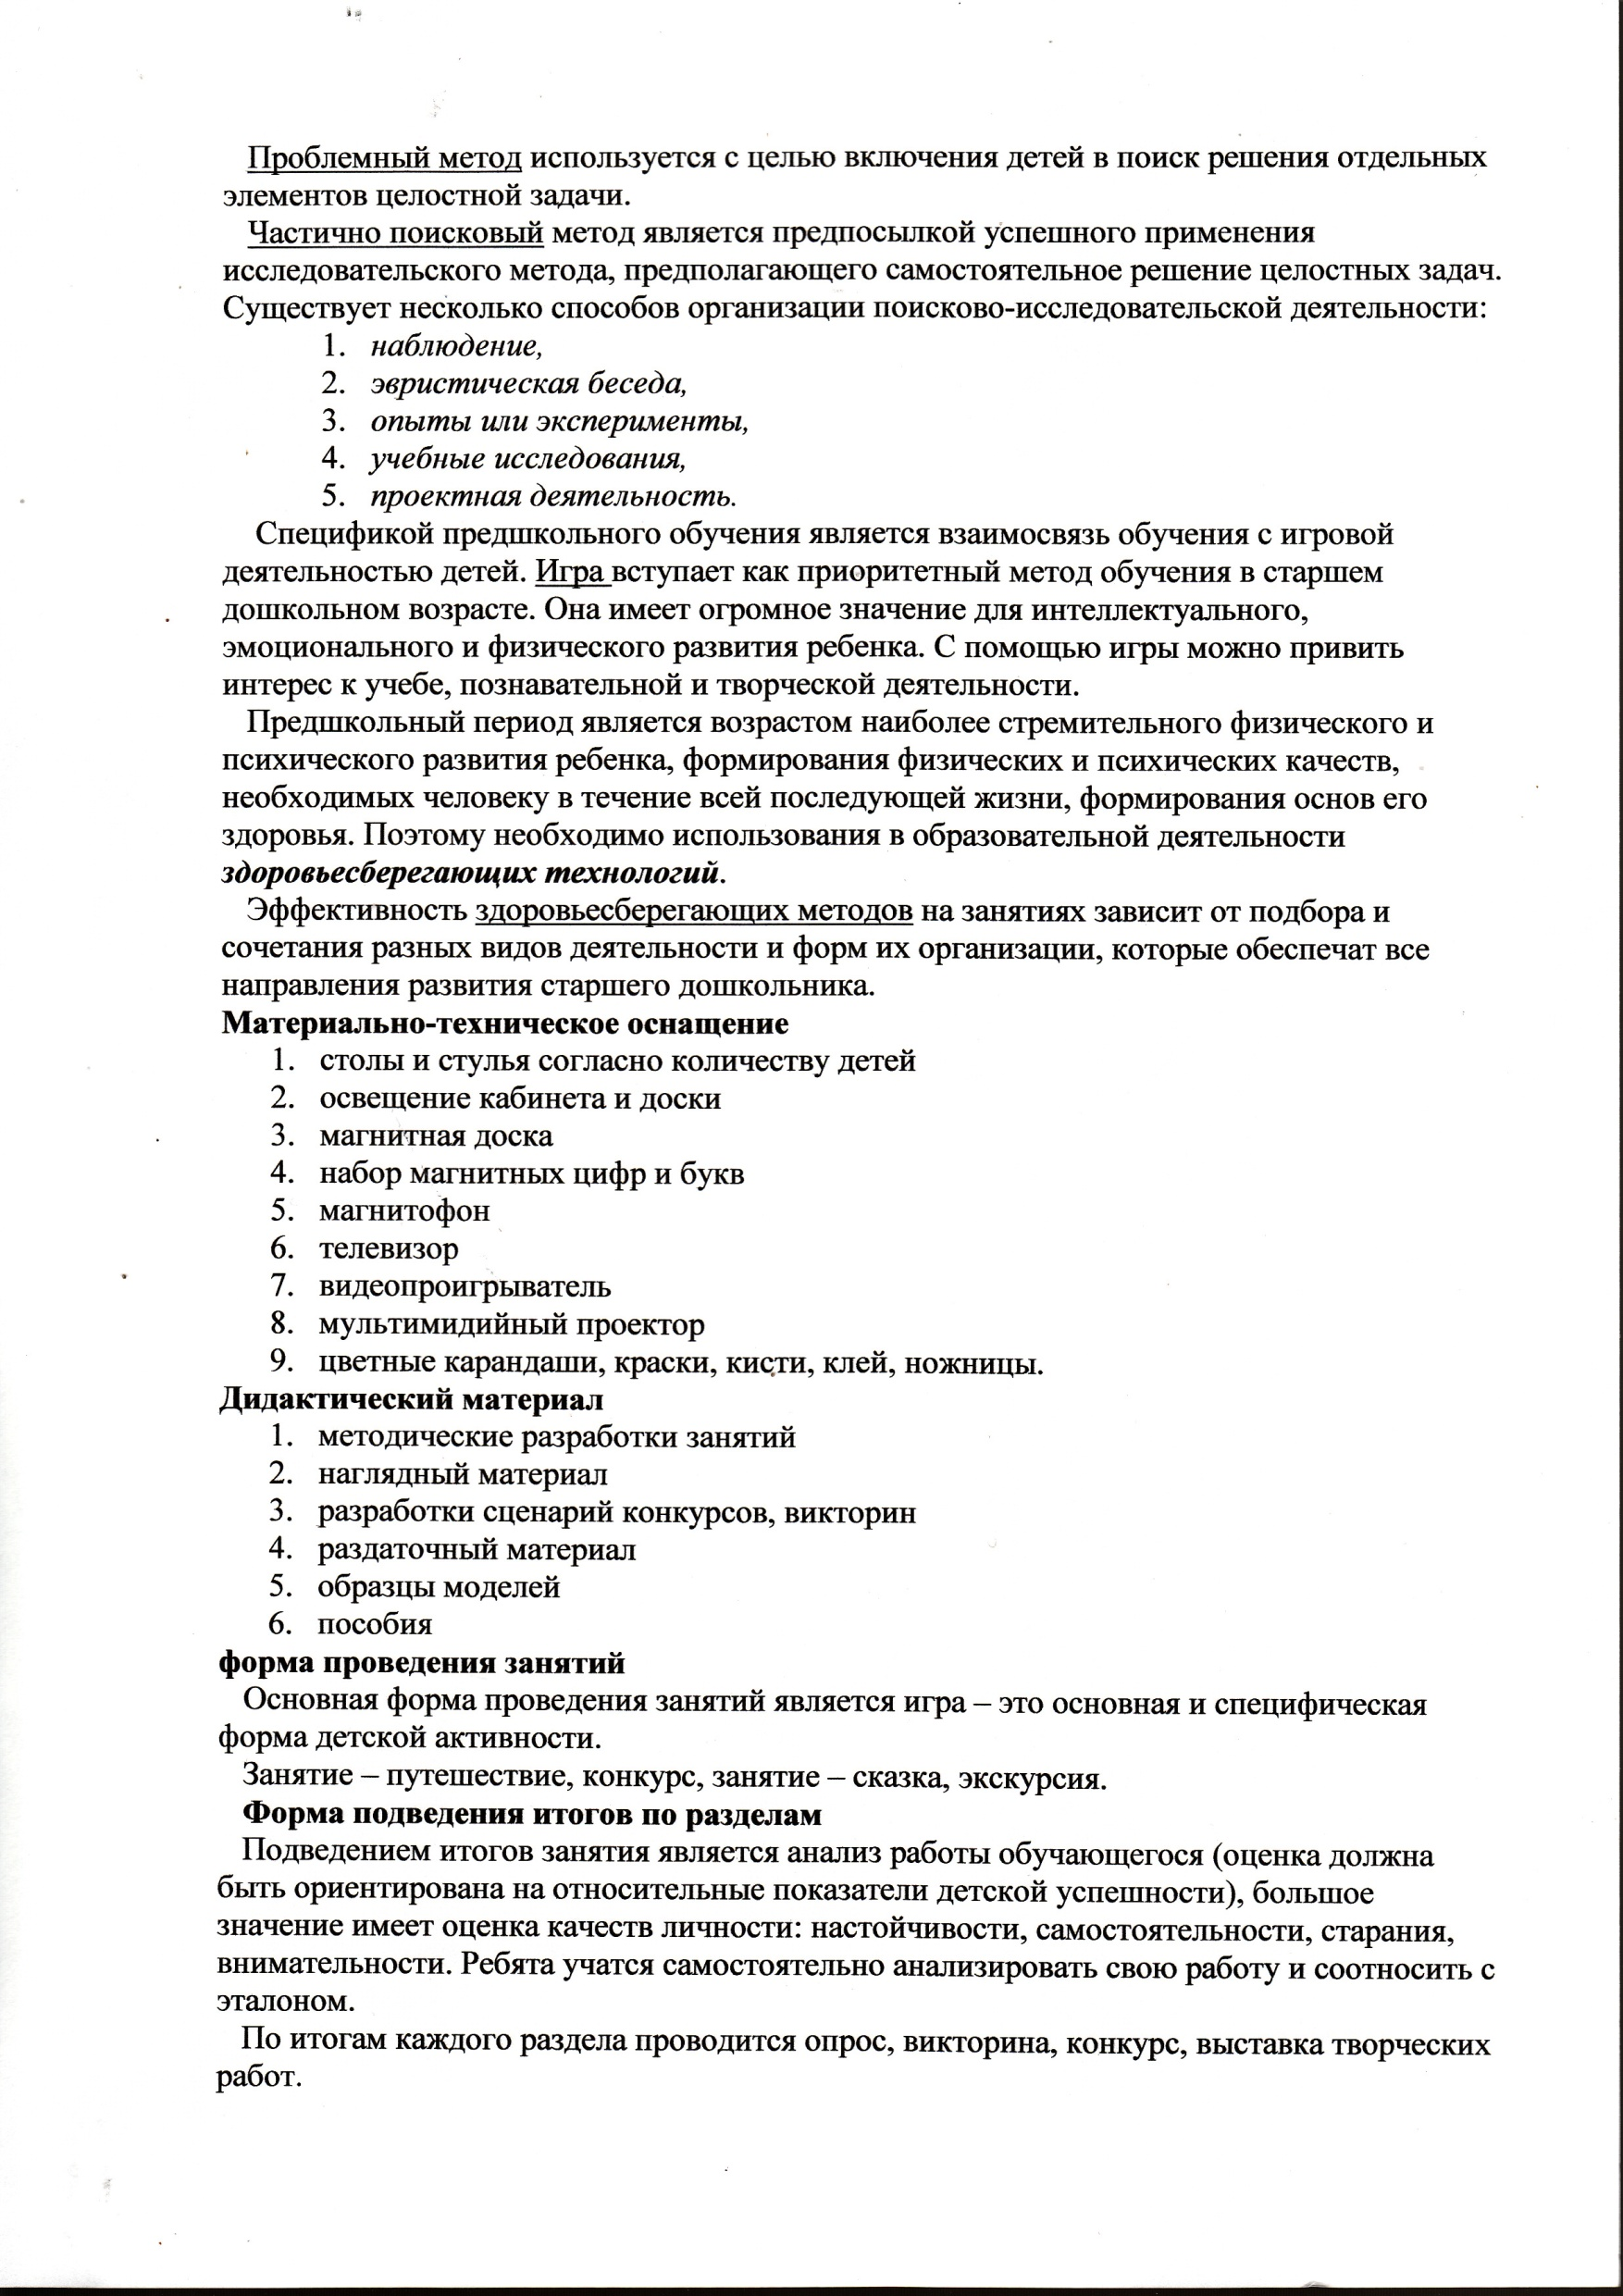 Проблемный метод используется с целью включения детей в поиск решения отдельных
элементов целостной задачи.
Частично поисковый метод является предпосылкой успешного применения
исследовательского метода, предполагающего самостоятельное решение целостных задач.
Существует несколько способов организации поисково-исследовательской деятельности:
1. наблюдение,
2. эвристическая беседа,
3. опыты или эксперименты,
4. учебные исследования,
5. проектная деятельность.
Спецификой предшкольного обучения является взаимосвязь обучения с игровой
деятельностью детей. Игра вступает как приоритетный метод обучения в старшем
дошкольном возрасте. Она имеет огромное значение для интеллектуального,
эмоционального и физического развития ребенка. С помощью игры можно привить
интерес к учебе, познавательной и творческой деятельности.
Предшкольный период является возрастом наиболее стремительного физического и
психического развития ребенка, формирования физических и психических качеств,
необходимых человеку в течение всей последующей жизни, формирования основ его
здоровья. Поэтому необходимо использования в образовательной деятельности
здоровьесберегающих технологий.
Эффективность здоровьесберегающих методов на занятиях зависит от подбора и
сочетания разных видов деятельности и форм их организации, которые обеспечат все
направления развития старшего дошкольника.
Материально-техническое оснащение
1. столы и стулья согласно количеству детей
2. освещение кабинета и доски
3. магнитная доска
4. набор магнитных цифр и букв
5. магнитофон
6. телевизор
7. видеопроигрыватель
8. мультимидийный проектор
9. цветные карандаши, краски, кисти, клей, ножницы.
Дидактический материал
1. методические разработки занятий
2. наглядный материал
3. разработки сценарий конкурсов, викторин
4. раздаточный материал
5. образцы моделей
6. пособия
форма проведения занятий
Основная форма проведения занятий является игра – это основная и специфическая
форма детской активности.
Занятие – путешествие, конкурс, занятие – сказка, экскурсия.
Форма подведения итогов по разделам
Подведением итогов занятия является анализ работы обучающегося (оценка должна
быть ориентирована на относительные показатели детской успешности), большое
значение имеет оценка качеств личности: настойчивости, самостоятельности, старания,
внимательности. Ребята учатся самостоятельно анализировать свою работу и соотносить с
эталоном.
По итогам каждого раздела проводится опрос, викторина, конкурс, выставка творческих
работ.